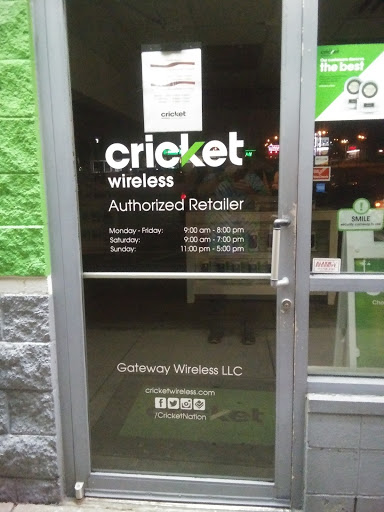 cricket
cricket
wireless
Authorized Retailer
Monday - Friday: 9:00 am - 8:00 pm
Saturday: 9:00 am - 7:00 pm
Sunday: 11:00 pm - 5:00 pm
Gateway Wireless LLC
cricketwireless.com
/CricketNation
cricket
the best
SMILE